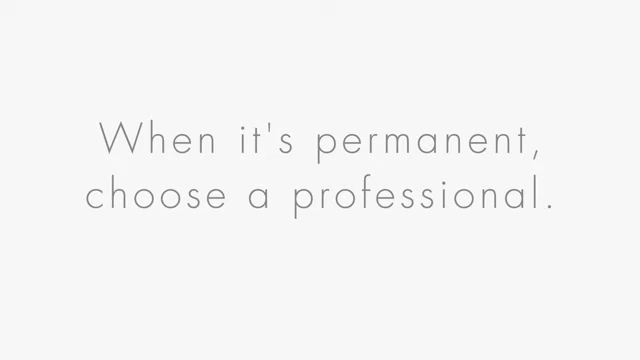 When it's permanent,
choose a professional.